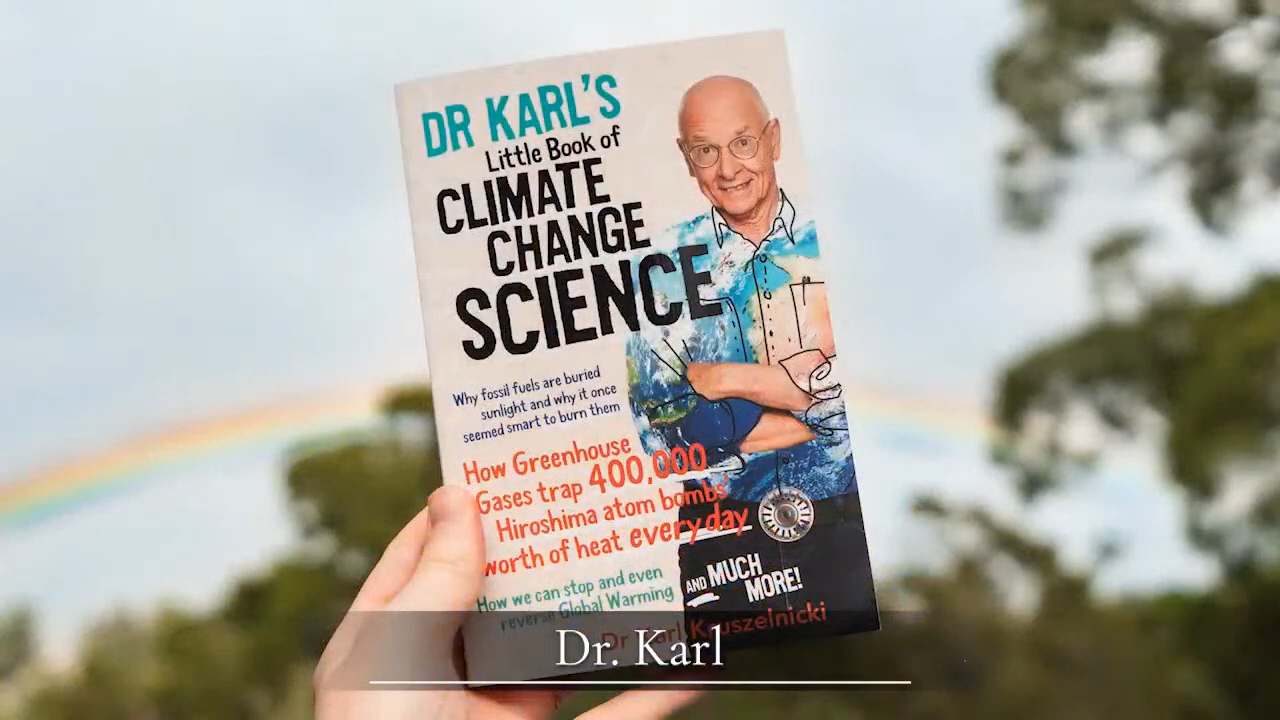 DR KARL'S
Little Book of
CLIMATE
CHANGE
SCIENCE
Why fossil fuels are buried
sunlight and why it once
seemed smart to burn them
How Greenhouse
Gases trap 400,000
Hiroshima atom bombs'
worth of heat everyday
How we can stop and even
reverse Global Warming
AND MUCH
MORE!
Dr Karl Kruszelnicki
Dr. Karl